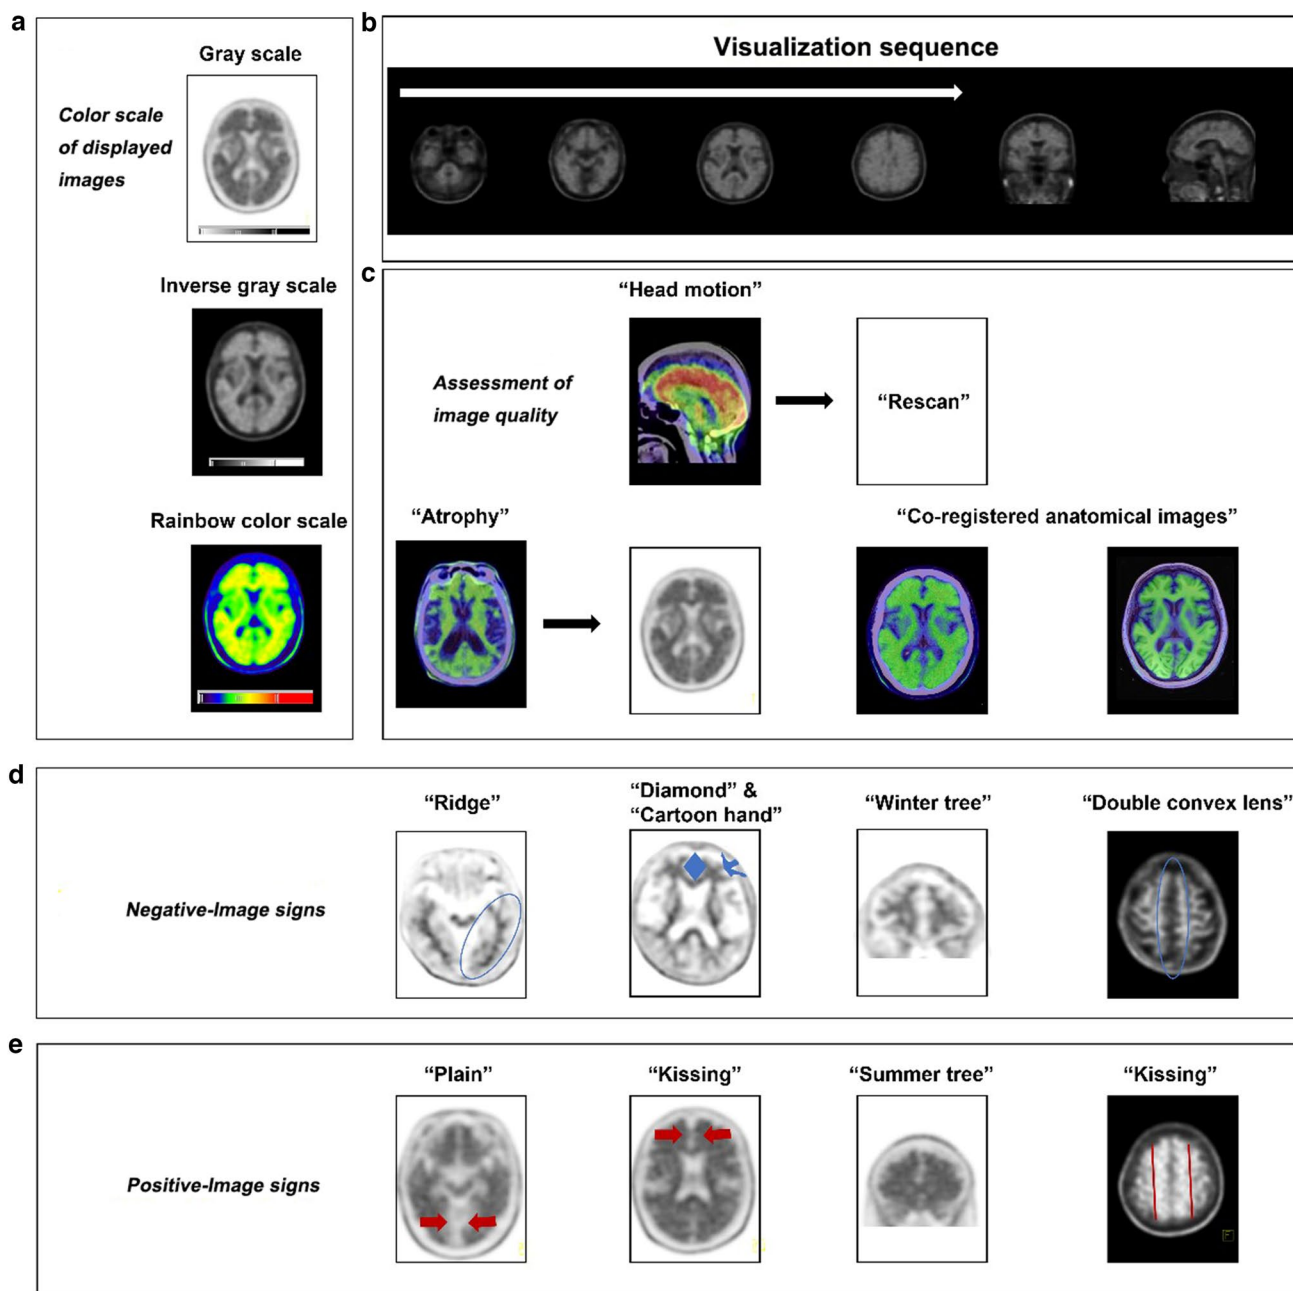 a
Gray scale
Color scale
of displayed
images
Inverse gray scale
Rainbow color scale
b
Visualization sequence
c
“Head motion”
Assessment of
image quality
“Rescan”
“Atrophy”
“Co-registered anatomical images”
d
“Ridge”
“Diamond” &
“Cartoon hand”
“Winter tree”
“Double convex lens”
Negative-Image signs
e
“Plain”
“Kissing”
“Summer tree”
“Kissing”
Positive-Image signs
F